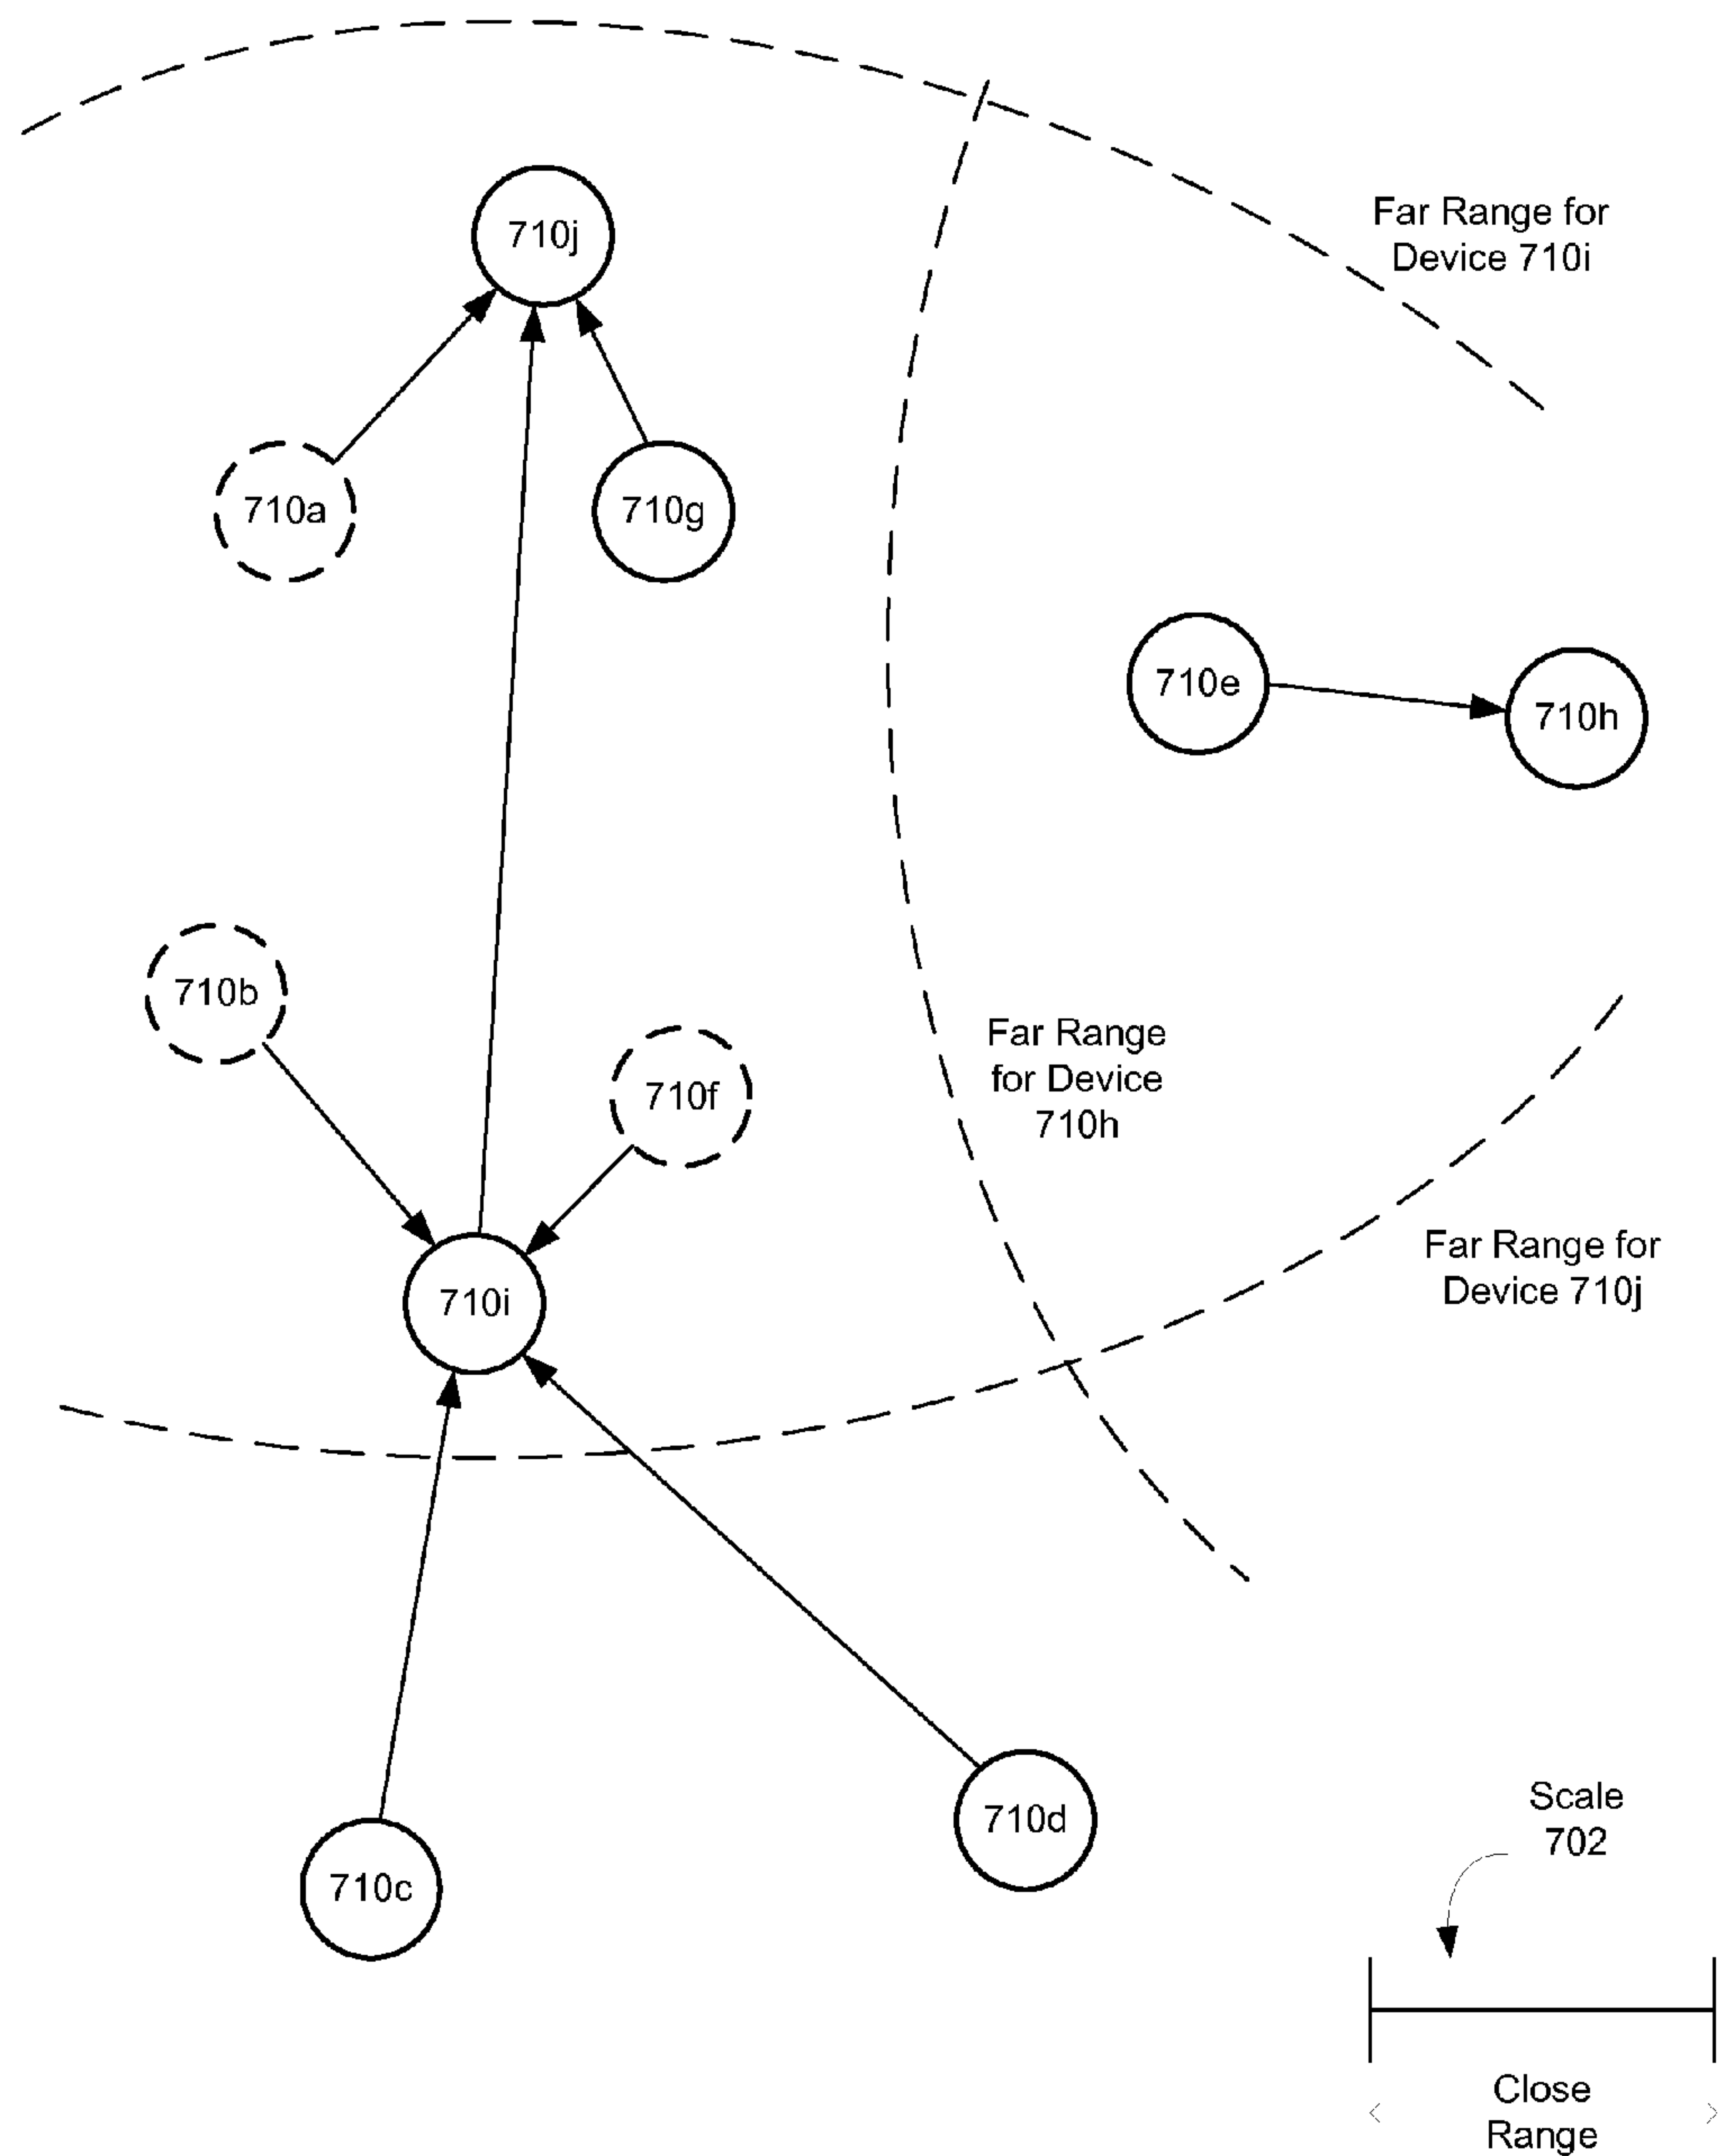 Far Range for
Device 710i
710j
710a
710g
710e
710h
710b
710f
Far Range
for Device
710h
Far Range for
Device 710j
710i
710d
710c
Scale
702
Close
Range